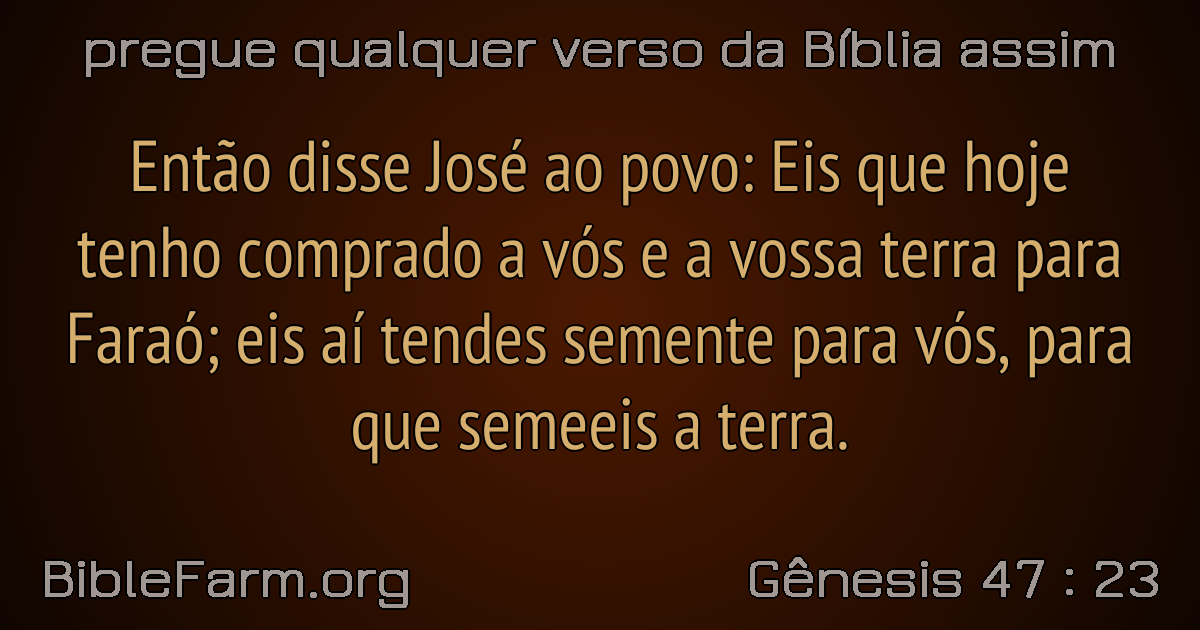 pregue qualquer verso da Bíblia assim
Então disse José ao povo: Eis que hoje
tenho comprado a vós e a vossa terra para
Faraó; eis aí tendes semente para vós, para
que semeeis a terra.
BibleFarm.org
Gênesis 47 : 23